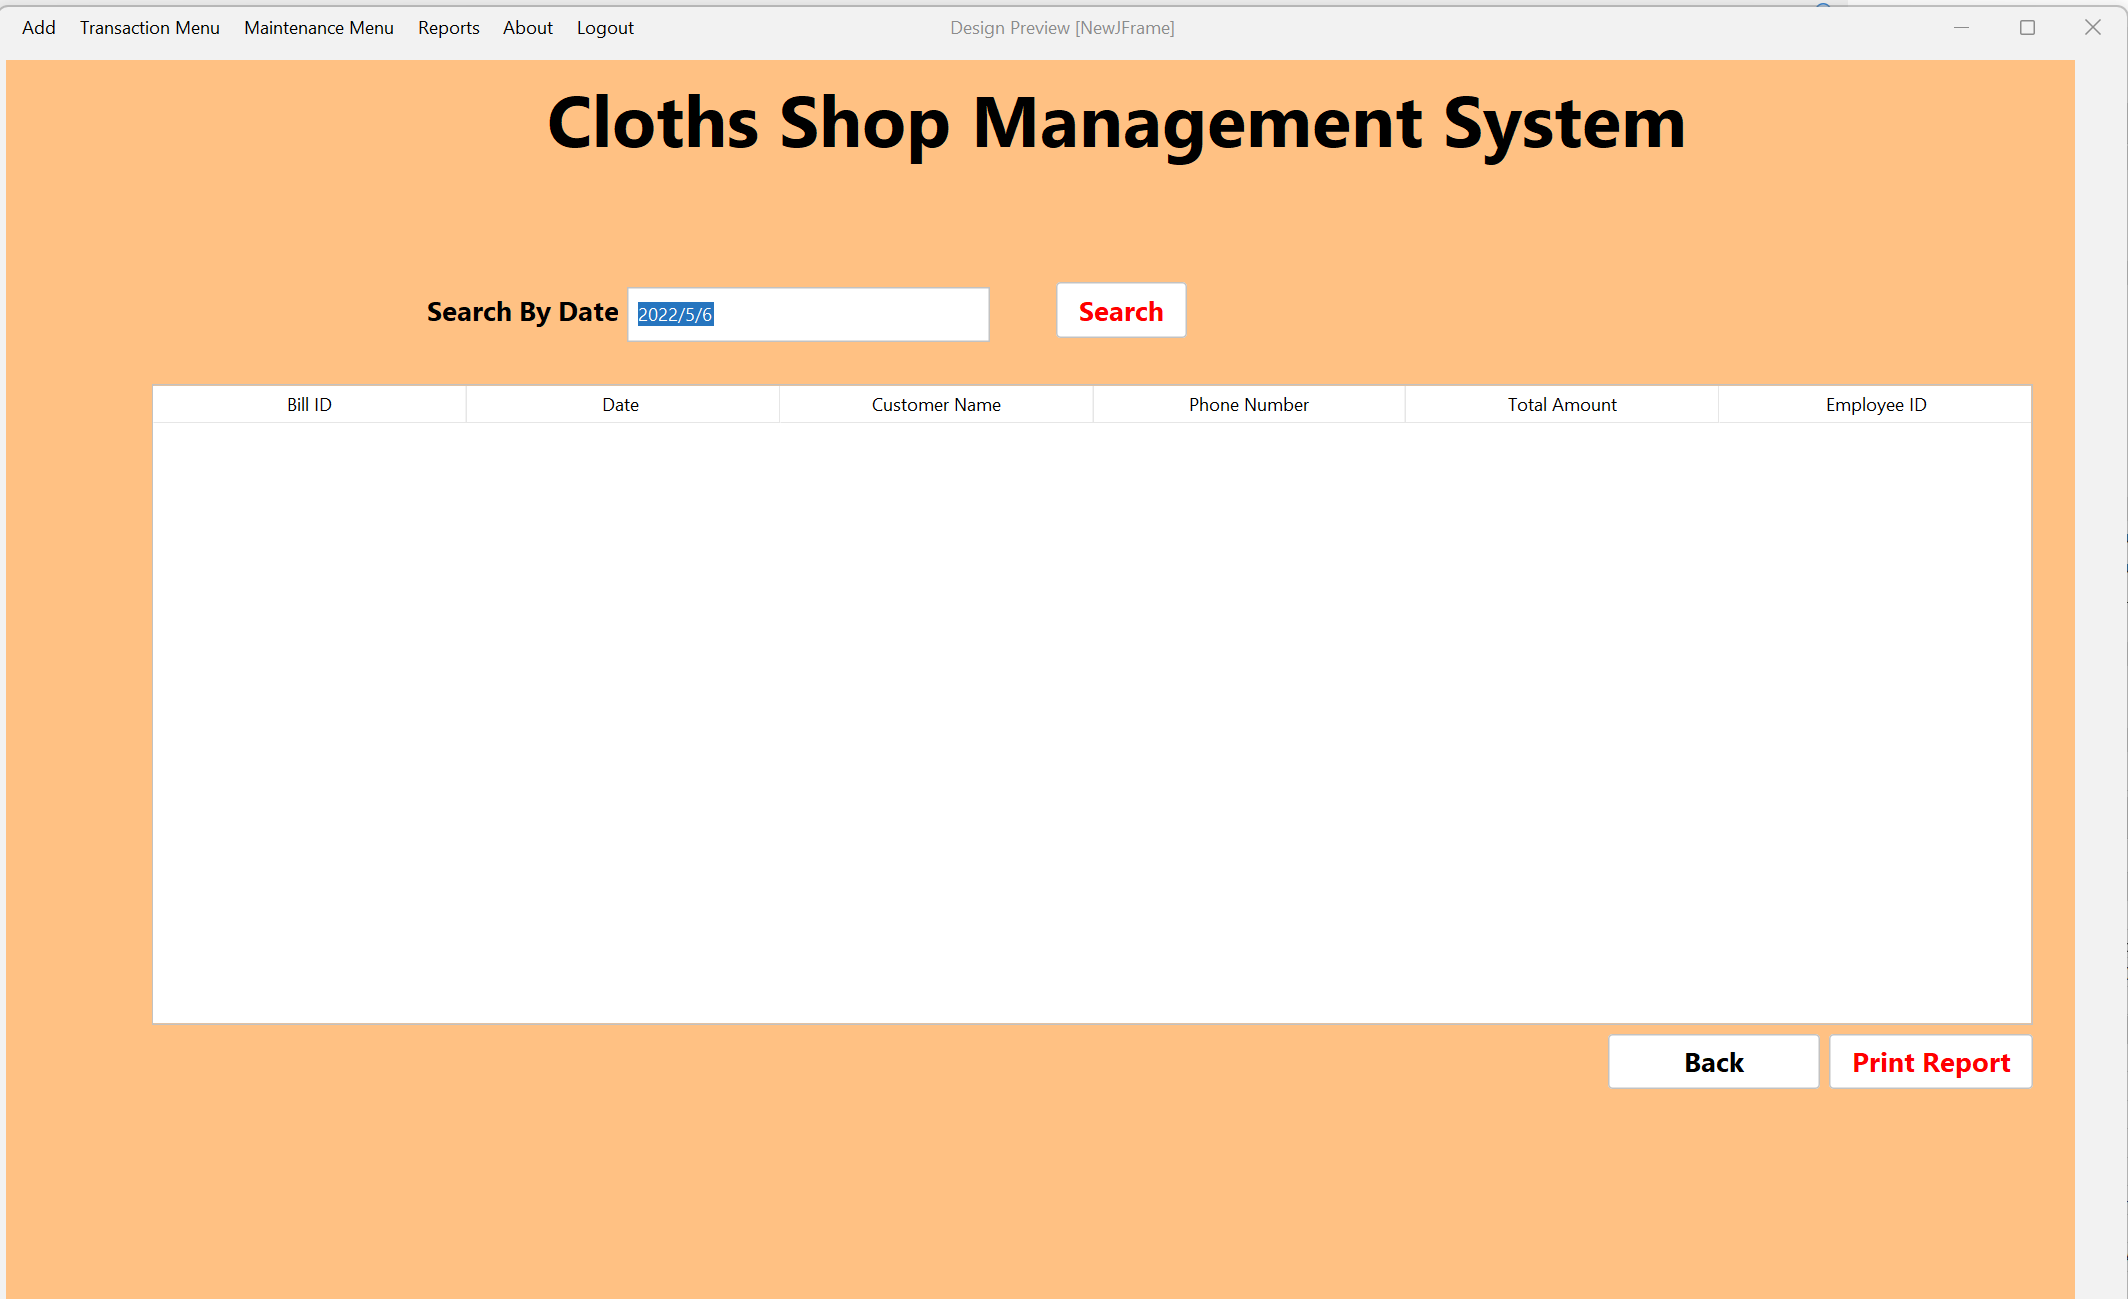 Add Transaction Menu Maintenance Menu Reports About Logout Design Preview [NewJFrame]
Cloths Shop Management System
Search By Date 2022/5/6 Search
Bill ID Date Customer Name Phone Number Total Amount Employee ID
Back Print Report